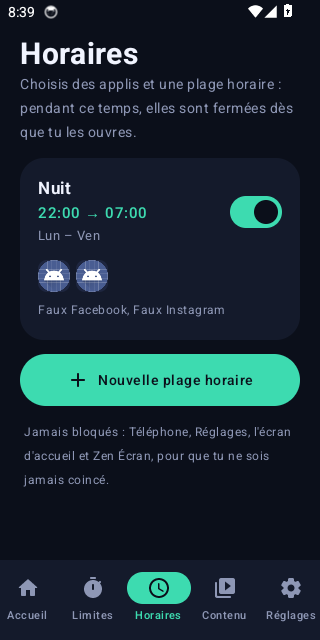 8:39
Horaires
Choisis des applis et une plage horaire :
pendant ce temps, elles sont fermées dès
que tu les ouvres.
Nuit
22:00 → 07:00
Lun – Ven
Faux Facebook, Faux Instagram
Nouvelle plage horaire
Jamais bloqués : Téléphone, Réglages, l'écran
d'accueil et Zen Écran, pour que tu ne sois
jamais coincé.
Accueil Limites Horaires Contenu Réglages